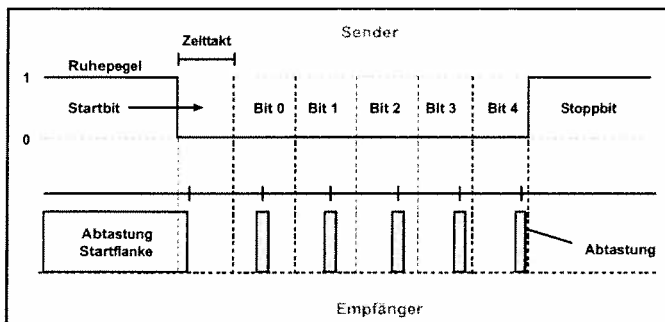 Sender
Zeittakt
Ruhepegel
1
Startbit
Bit 0
Bit 1
Bit 2
Bit 3
Bit 4
Stoppbit
0
Abtastung
Startflanke
Abtastung
Empfänger